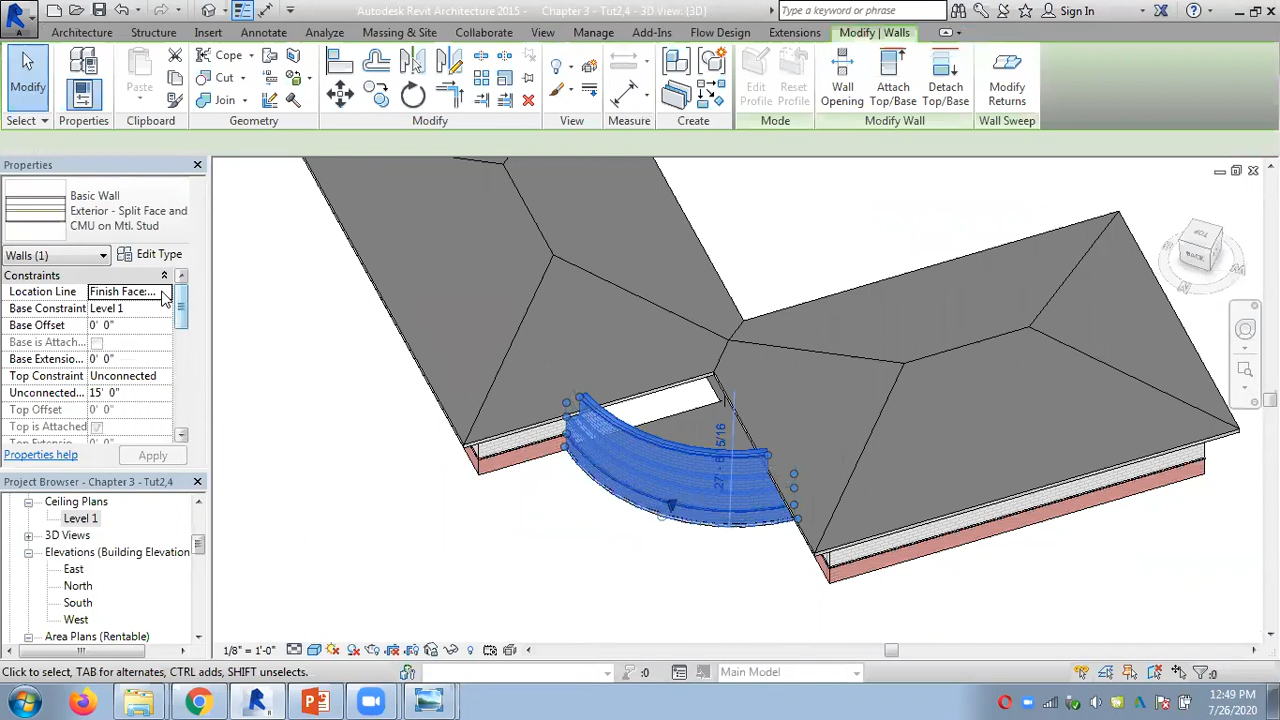 Autodesk Revit Architecture 2015 - Chapter 3 - Tut2,4 - 3D View: {3D}
Type a keyword or phrase
Sign In
Architecture Structure Insert Annotate Analyze Massing & Site Collaborate View Manage Add-Ins Flow Design Extensions Modify | Walls
Modify
Paste
Cope
Cut
Join
Edit Profile
Reset Profile
Wall Opening
Attach Top/Base
Detach Top/Base
Modify Returns
Select Properties Clipboard Geometry Modify View Measure Create Mode Modify Wall Wall Sweep
Properties
Basic Wall
Exterior - Split Face and
CMU on Mtl. Stud
Walls (1)
Edit Type
Constraints
Location Line Finish Face:...
Base Constraint Level 1
Base Offset 0' 0"
Base is Attach...
Base Extensio... 0' 0"
Top Constraint Unconnected
Unconnected... 15' 0"
Top Offset 0' 0"
Top is Attached
Properties help
Apply
Project Browser - Chapter 3 - Tut2,4
Ceiling Plans
Level 1
3D Views
Elevations (Building Elevation
East
North
South
West
Area Plans (Rentable)
TOP
BACK
1/8" = 1'-0"
Click to select, TAB for alternates, CTRL adds, SHIFT unselects.
:0
Main Model
:0
12:49 PM
7/26/2020